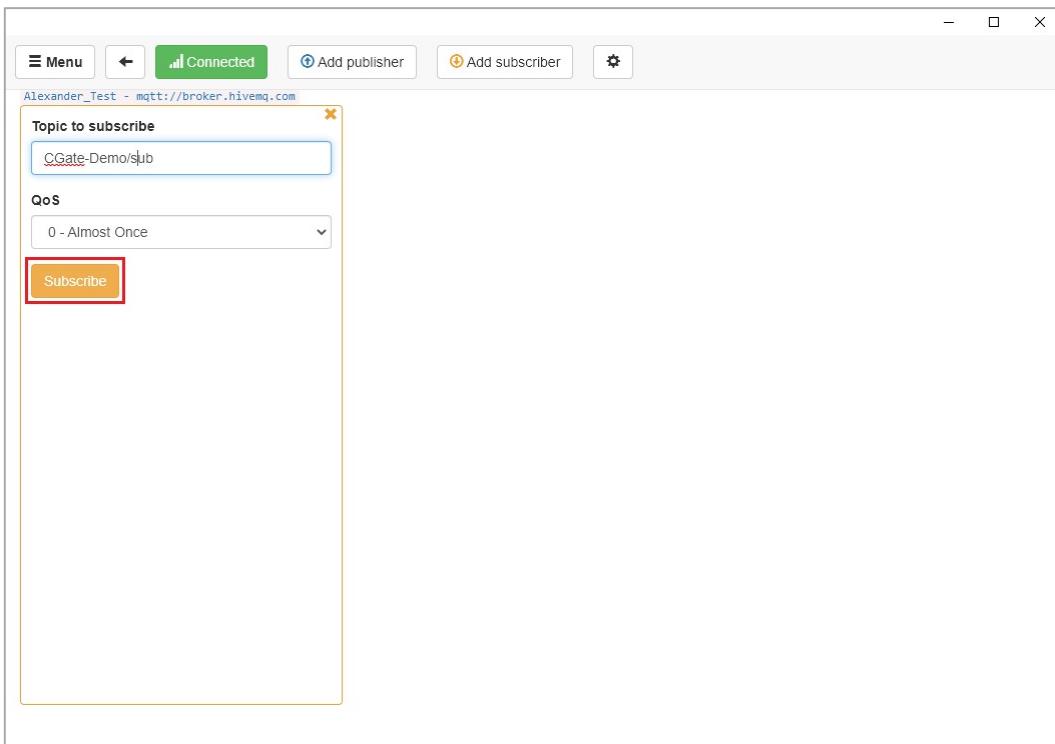 Menu Connected Add publisher Add subscriber
Alexander_Test - mqtt://broker.hivemq.com
Topic to subscribe
CGate-Demo/sub
QoS
0 - Almost Once
Subscribe